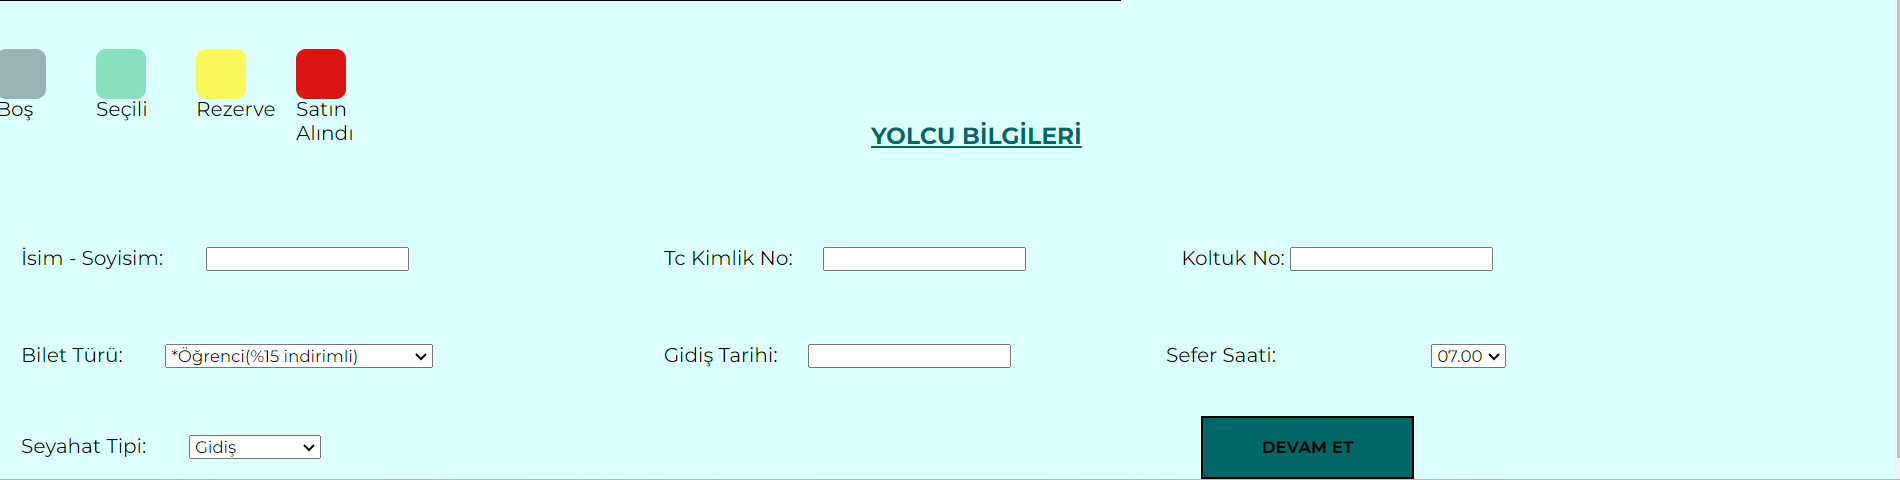 Boş
Seçili
Rezerve
Satın
Alındı
YOLCU BİLGİLERİ
İsim - Soyisim:
Tc Kimlik No:
Koltuk No:
Bilet Türü:
*Öğrenci(%15 indirimli)
Gidiş Tarihi:
Sefer Saati:
07.00
Seyahat Tipi:
Gidiş
DEVAM ET